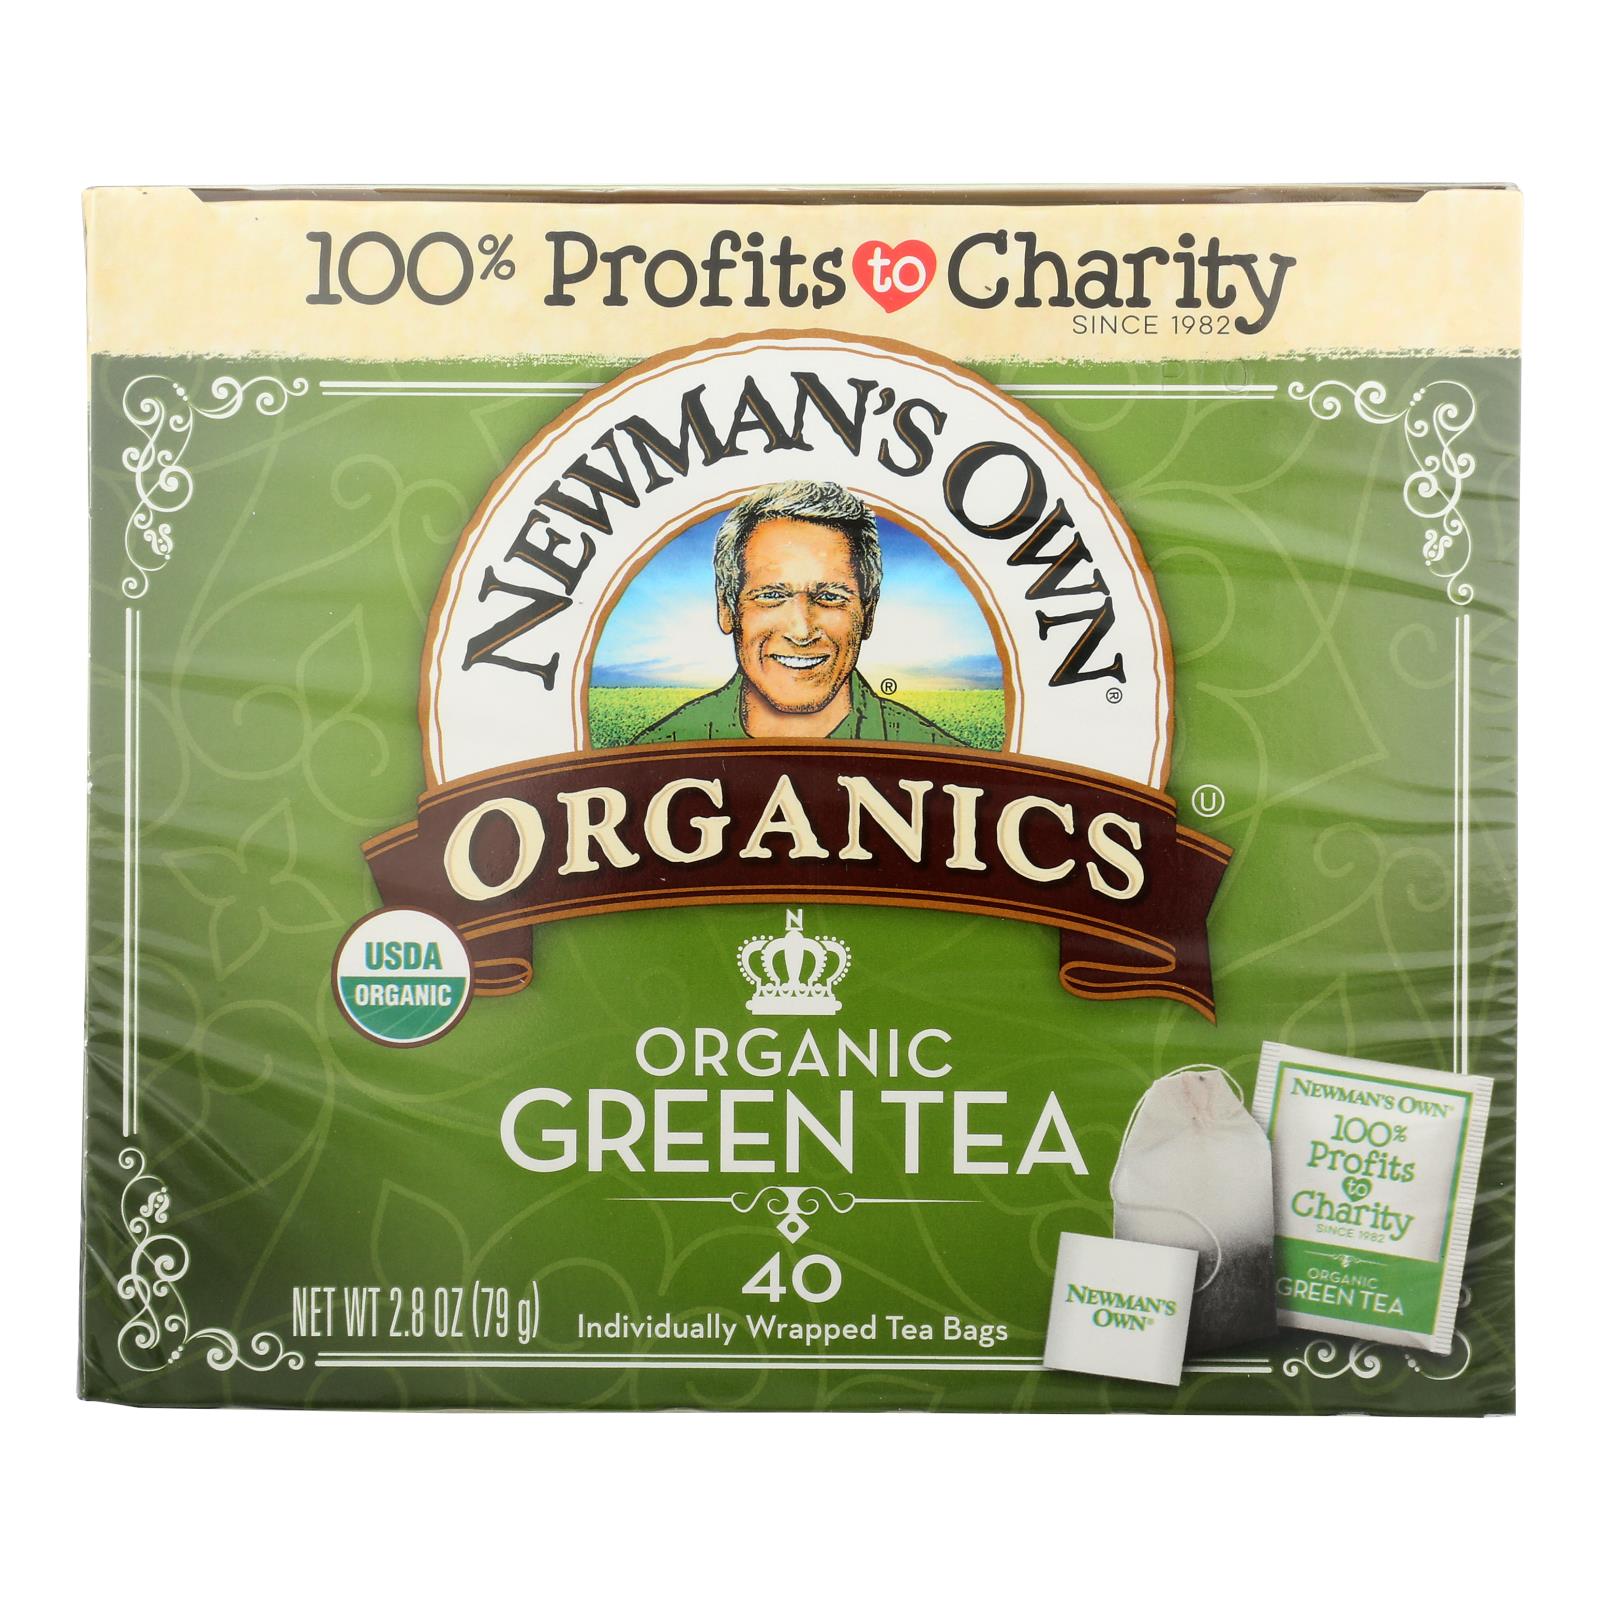 100% Profits to Charity
SINCE 1982
NEWMAN'S OWN®
®
ORGANICS
U
USDA
ORGANIC
N
ORGANIC
GREEN TEA
40
Individually Wrapped Tea Bags
NET WT 2.8 OZ (79 g)
NEWMAN'S
OWN®
NEWMAN'S OWN®
100%
Profits
to
Charity
SINCE 1982
ORGANIC
GREEN TEA